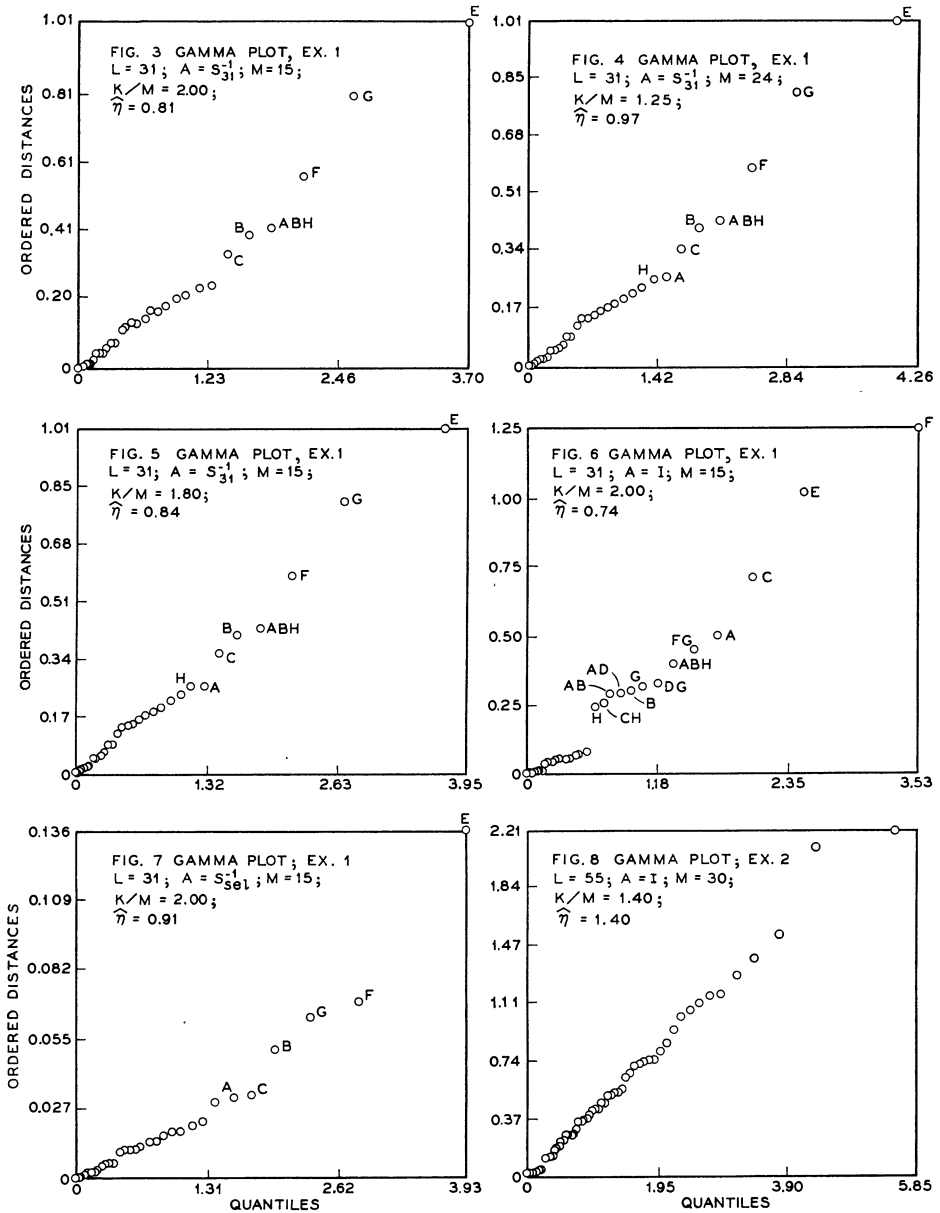 FIG. 3 GAMMA PLOT, EX. 1
L = 31; A = S₃₁⁻¹; M = 15;
K/M = 2.00;
η̂ = 0.81
ORDERED DISTANCES
1.01
0.81
0.61
0.41
0.20
0
0 1.23 2.46 3.70
E
G
F
A B H
B
C
FIG. 4 GAMMA PLOT, EX. 1
L = 31; A = S₃₁⁻¹; M = 24;
K/M = 1.25;
η̂ = 0.97
1.01
0.85
0.68
0.51
0.34
0.17
0
0 1.42 2.84 4.26
E
G
F
B
A B H
C
H
A
FIG. 5 GAMMA PLOT, EX. 1
L = 31; A = S₃₁⁻¹; M = 15;
K/M = 1.80;
η̂ = 0.84
ORDERED DISTANCES
1.01
0.85
0.68
0.51
0.34
0.17
0
0 1.32 2.63 3.95
E
G
F
B
ABH
C
H
A
FIG. 6 GAMMA PLOT, EX. 1
L = 31; A = I; M = 15;
K/M = 2.00;
η̂ = 0.74
1.25
1.00
0.75
0.50
0.25
0
0 1.18 2.35 3.53
F
E
C
A
FG
ABH
AD
G
DG
AB
B
H
CH
FIG. 7 GAMMA PLOT; EX. 1
L = 31; A = S⁻¹sel; M = 15;
K/M = 2.00;
η̂ = 0.91
ORDERED DISTANCES
0.136
0.109
0.082
0.055
0.027
0
0 1.31 2.62 3.93
QUANTILES
E
F
G
B
A
C
FIG. 8 GAMMA PLOT; EX. 2
L = 55; A = I; M = 30;
K/M = 1.40;
η̂ = 1.40
2.21
1.84
1.47
1.11
0.74
0.37
0
0 1.95 3.90 5.85
QUANTILES